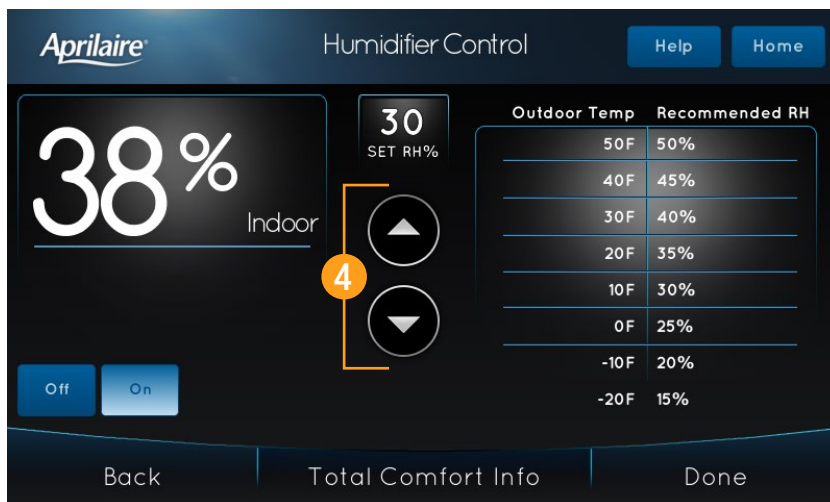 Aprilaire®
Humidifier Control
Help
Home
38%
Indoor
30
SET RH%
4
Off
On
Outdoor Temp Recommended RH
50F 50%
40F 45%
30F 40%
20F 35%
10F 30%
0F 25%
-10F 20%
-20F 15%
Back
Total Comfort Info
Done